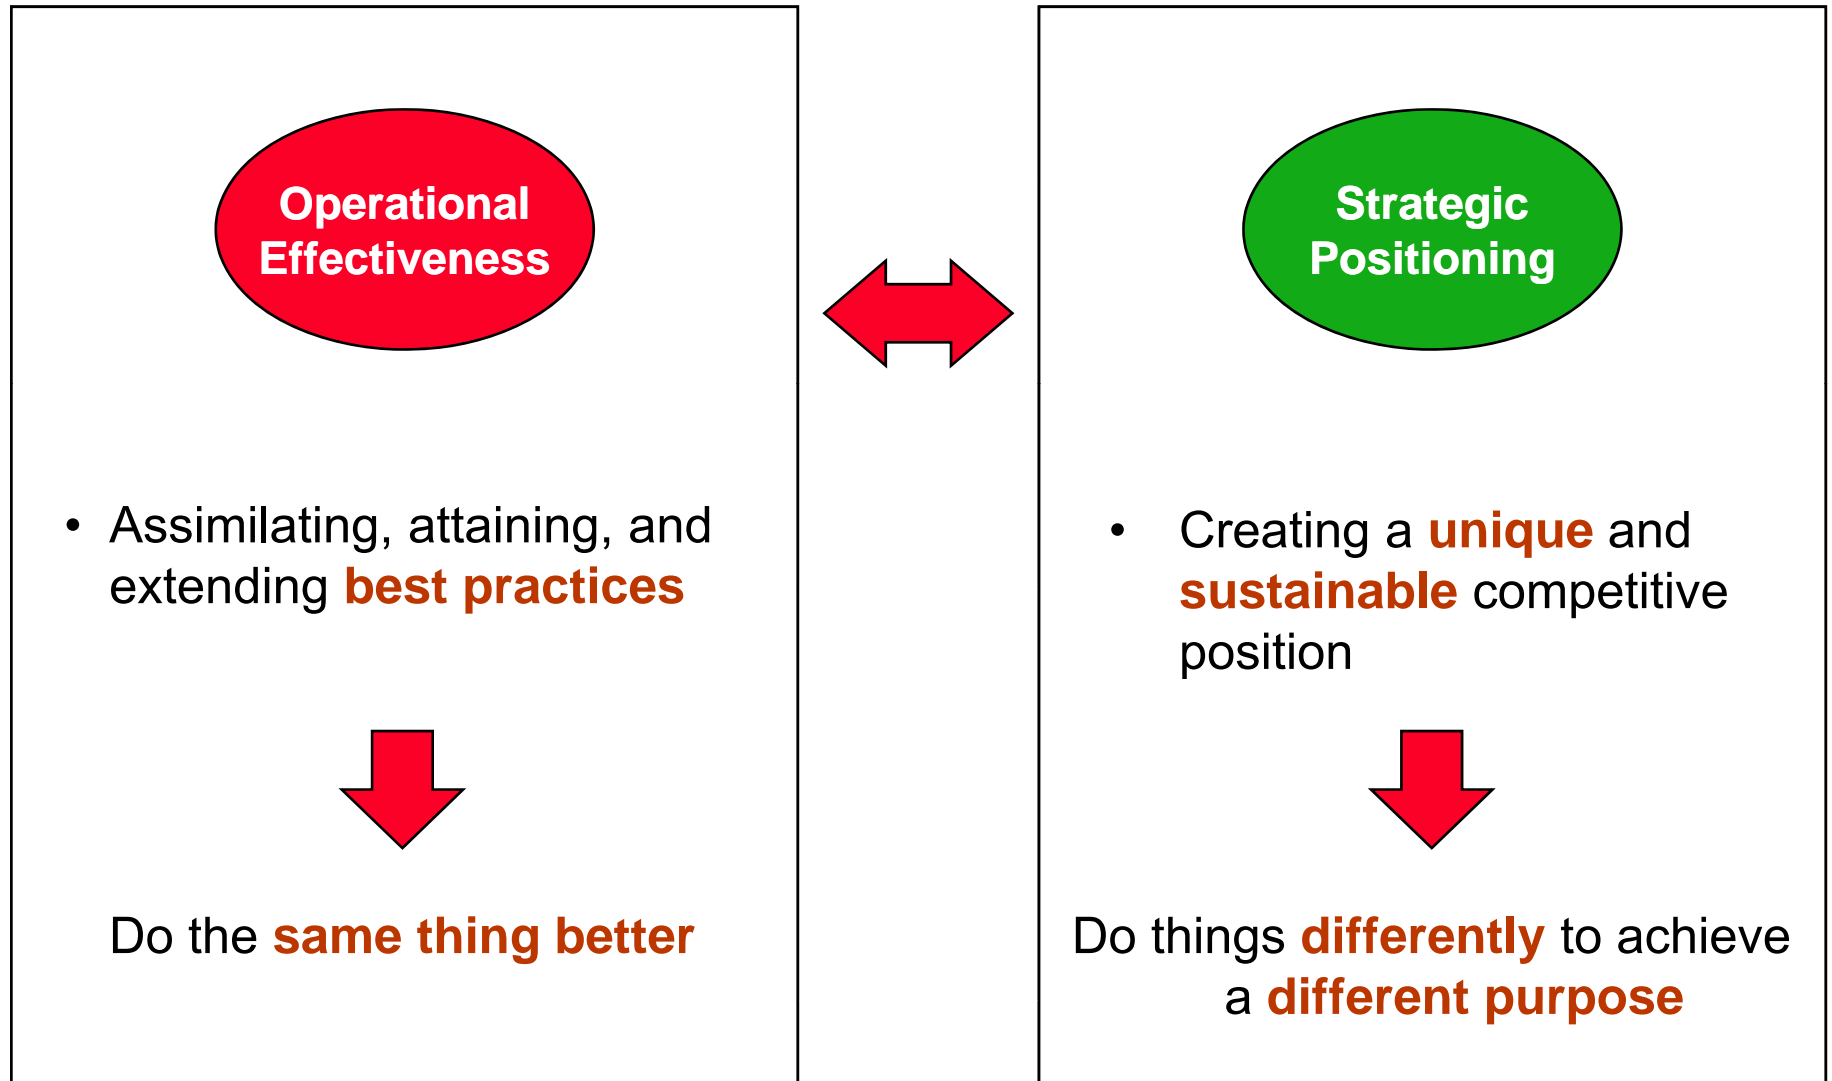 Operational
Effectiveness
• Assimilating, attaining, and
extending best practices
Do the same thing better
Strategic
Positioning
• Creating a unique and
sustainable competitive
position
Do things differently to achieve
a different purpose